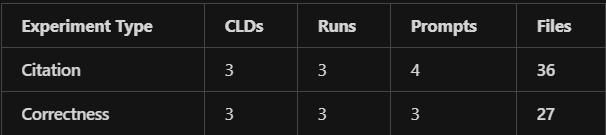 Experiment Type CLDs Runs Prompts Files
Citation 3 3 4 36
Correctness 3 3 3 27